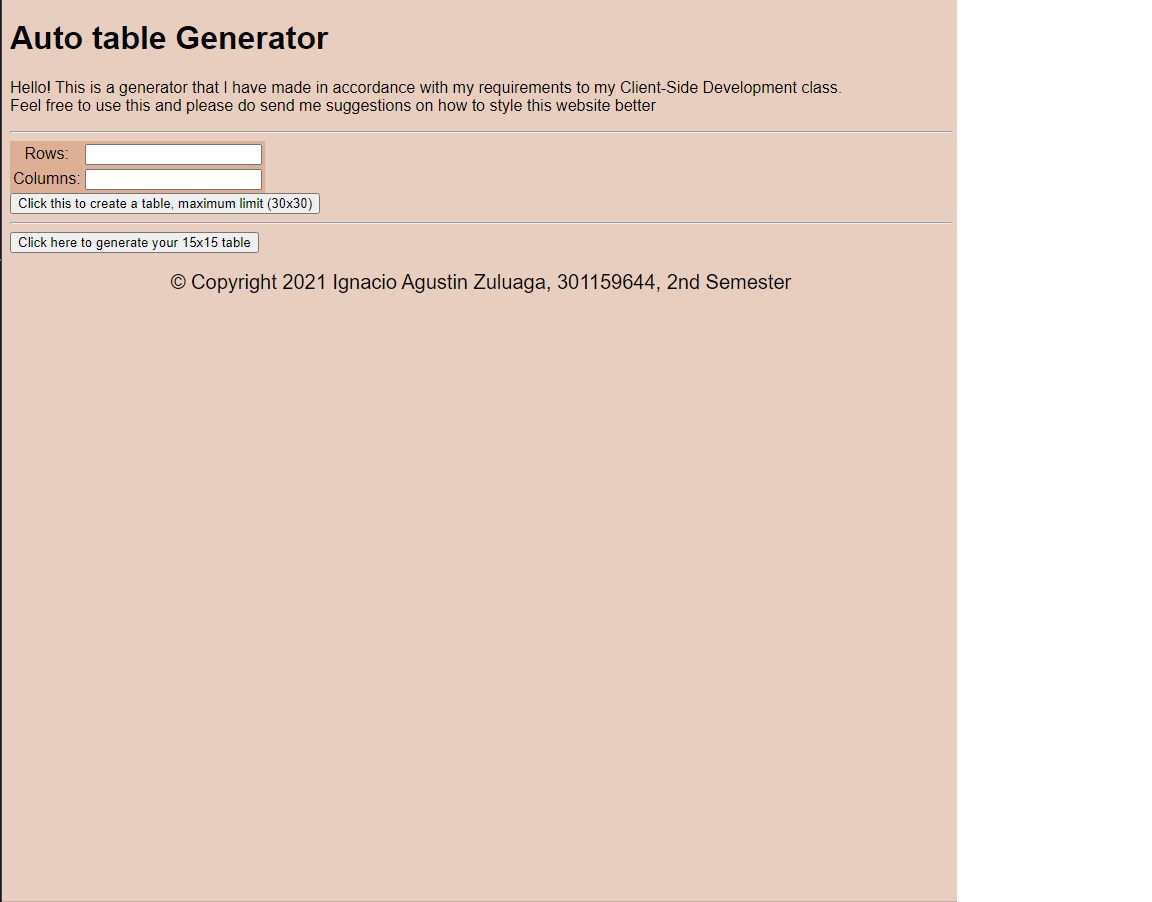 Auto table Generator
Hello! This is a generator that I have made in accordance with my requirements to my Client-Side Development class.
Feel free to use this and please do send me suggestions on how to style this website better
Rows:
Columns:
Click this to create a table, maximum limit (30x30)
Click here to generate your 15x15 table
© Copyright 2021 Ignacio Agustin Zuluaga, 301159644, 2nd Semester